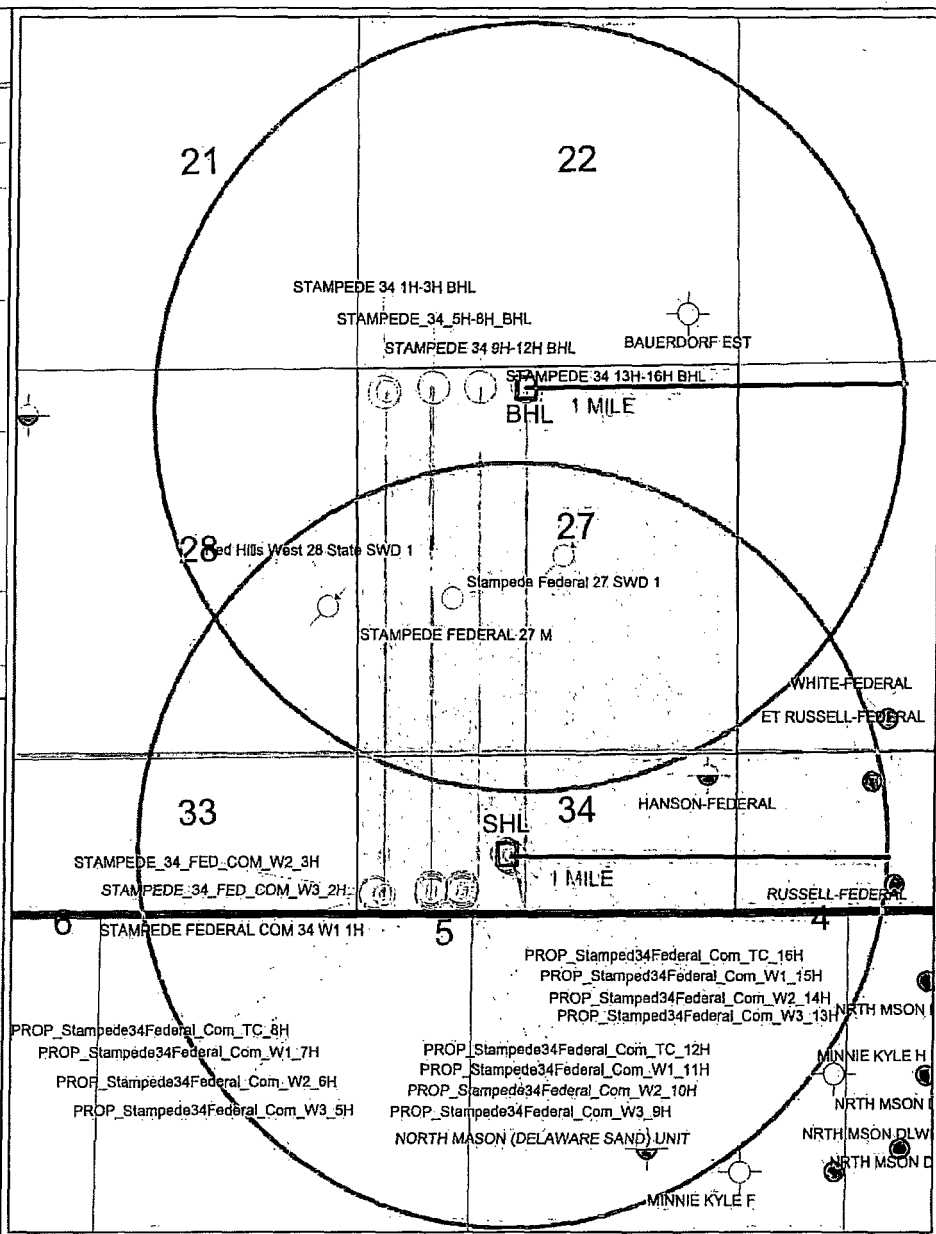 21
22
STAMPEDE 34 1H-3H BHL
STAMPEDE_34_5H-8H_BHL
BAUERDORF EST
STAMPEDE 34 9H-12H BHL
STAMPEDE 34 13H-16H BHL
BHL
1 MILE
27
28
Red Hills West 28 State SWD 1
Stampede Federal 27 SWD 1
STAMPEDE FEDERAL 27 M
WHITE-FEDERAL
ET RUSSELL-FEDERAL
33
34
HANSON-FEDERAL
SHL
STAMPEDE_34_FED_COM_W2_3H
1 MILE
STAMPEDE_34_FED_COM_W3_2H
RUSSELL-FEDERAL
6
STAMPEDE FEDERAL COM 34 W1 1H
5
4
PROP_Stamped34Federal_Com_TC_16H
PROP_Stamped34Federal_Com_W1_15H
PROP_Stamped34Federal_Com_W2_14H
PROP_Stamped34Federal_Com_W3_13H
NRTH MSON
PROP_Stampede34Federal_Com_TC_8H
PROP_Stampede34Federal_Com_W1_7H
PROP_Stampede34Federal_Com_W2_6H
PROP_Stampede34Federal_Com_W3_5H
PROP_Stampede34Federal_Com_TC_12H
PROP_Stampede34Federal_Com_W1_11H
PROP_Stampede34Federal_Com_W2_10H
PROP_Stampede34Federal_Com_W3_9H
MINNIE KYLE H
NRTH MSON
NORTH MASON (DELAWARE SAND) UNIT
NRTH MSON DLW
NRTH MSON D
MINNIE KYLE F